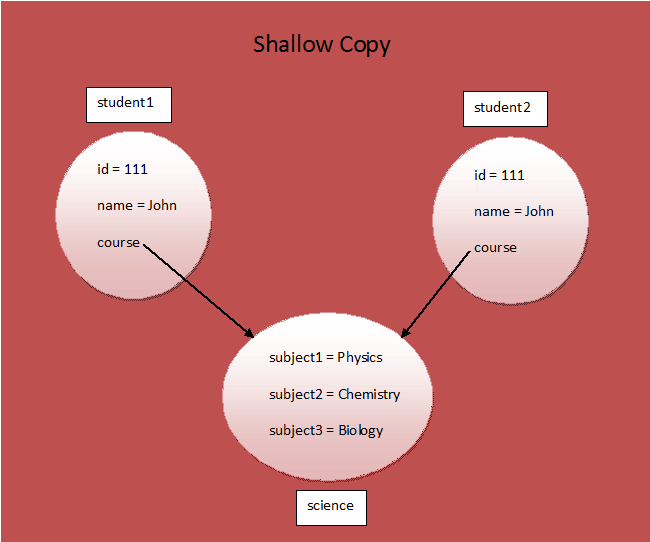 Shallow Copy
student1
id = 111
name = John
course
student2
id = 111
name = John
course
subject1 = Physics
subject2 = Chemistry
subject3 = Biology
science